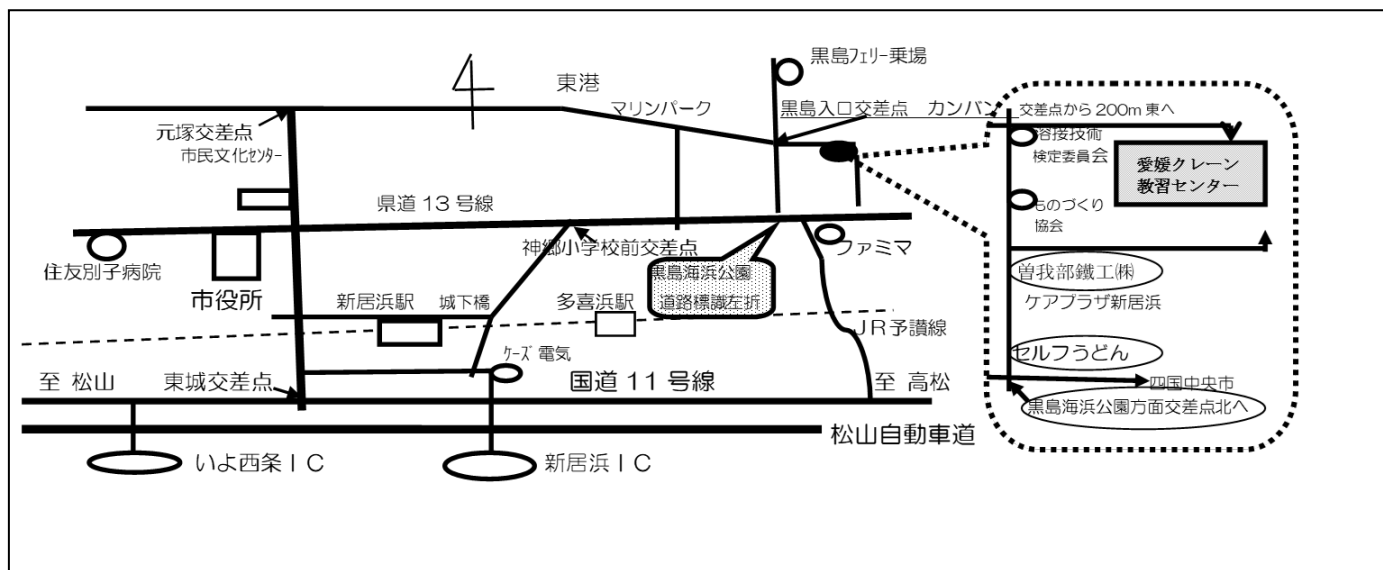 黒島フェリー乗場
4
東港
マリンパーク
黒島入口交差点 カンバン
元塚交差点
市民文化センター
県道13号線
住友別子病院
市役所
神郷小学校前交差点
ファミマ
黒島海浜公園
道路標識左折
新居浜駅
城下橋
多喜浜駅
JR予讃線
ケーズ電気
至 松山
東城交差点
国道11号線
至 高松
松山自動車道
いよ西条IC
新居浜IC
交差点から200m東へ
溶接技術
検定委員会
愛媛クレーン
教習センター
ものづくり
協会
曽我部鐵工㈱
ケアプラザ新居浜
セルフうどん
四国中央市
黒島海浜公園方面交差点北へ